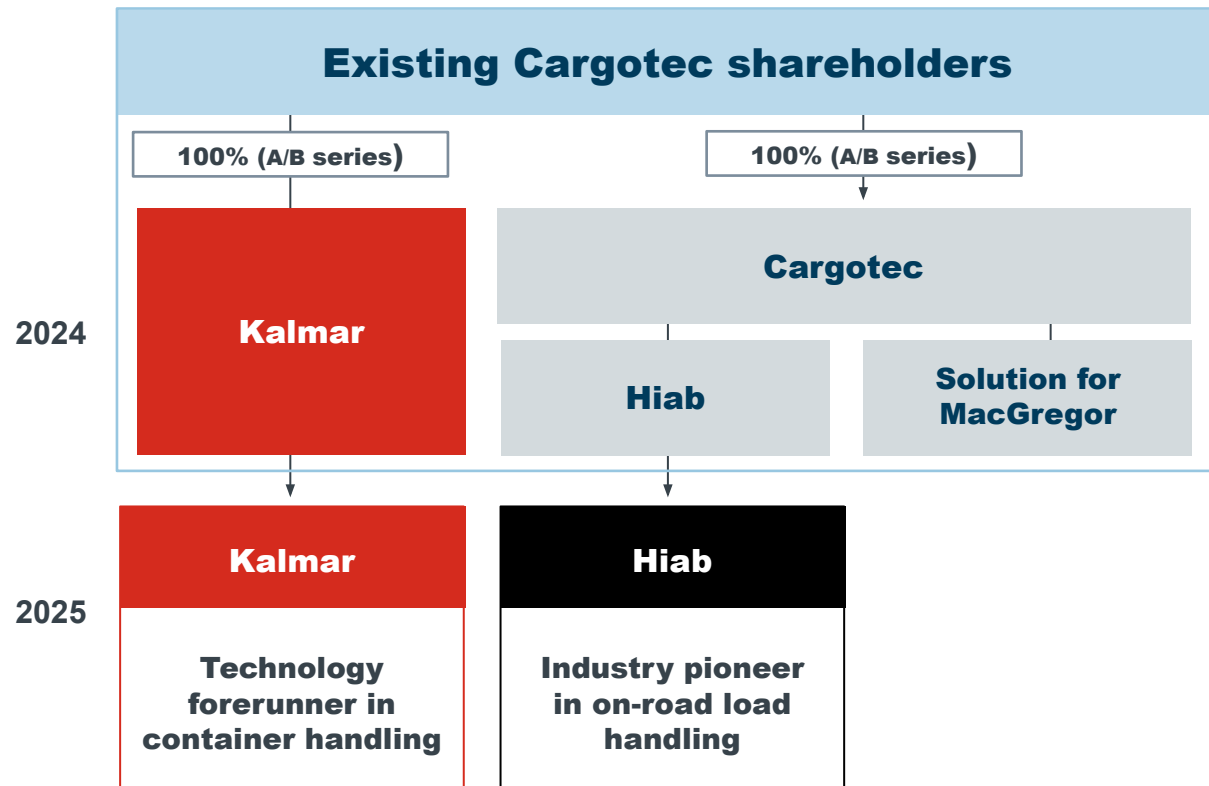 Existing Cargotec shareholders
100% (A/B series)
100% (A/B series)
2024
Kalmar
Cargotec
Hiab
Solution for
MacGregor
2025
Kalmar
Technology
forerunner in
container handling
Hiab
Industry pioneer
in on-road load
handling